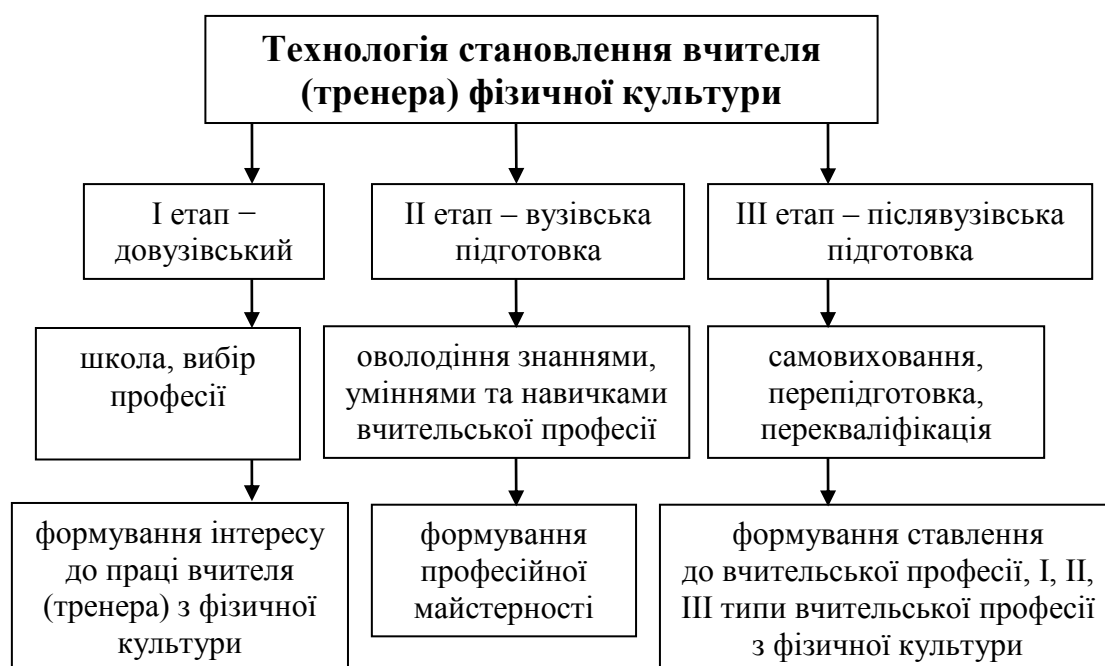 Технологія становлення вчителя
(тренера) фізичної культури
І етап −
довузівський
ІІ етап – вузівська
підготовка
ІІІ етап – післявузівська
підготовка
школа, вибір
професії
оволодіння знаннями,
уміннями та навичками
вчительської професії
самовиховання,
перепідготовка,
перекваліфікація
формування інтересу
до праці вчителя
(тренера) з фізичної
культури
формування
професійної
майстерності
формування ставлення
до вчительської професії, І, ІІ,
ІІІ типи вчительської професії
з фізичної культури